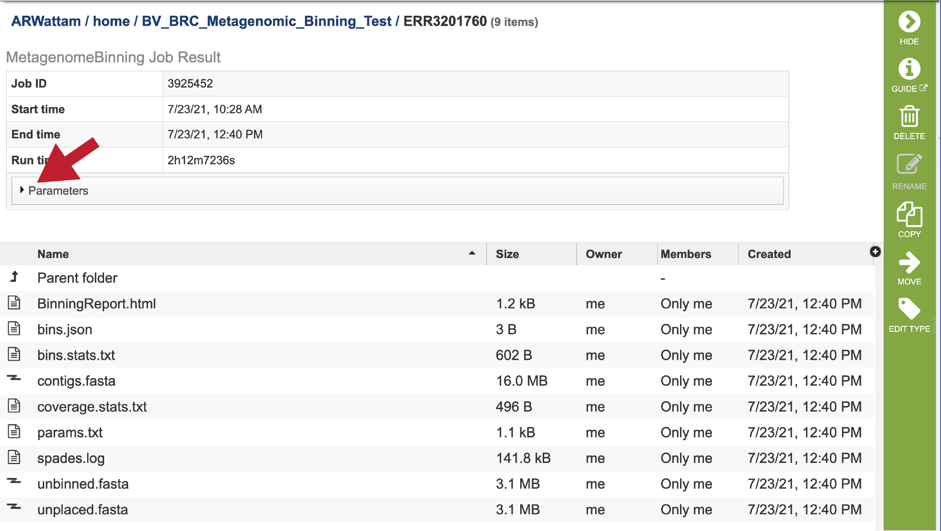 ARWattam / home / BV_BRC_Metagenomic_Binning_Test / ERR3201760 (9 items)
MetagenomeBinning Job Result
Job ID 3925452
Start time 7/23/21, 10:28 AM
End time 7/23/21, 12:40 PM
Run 2h12m7236s
Parameters
Name Size Owner Members Created
Parent folder -
BinningReport.html 1.2 kB me Only me 7/23/21, 12:40 PM
bins.json 3 B me Only me 7/23/21, 12:40 PM
bins.stats.txt 602 B me Only me 7/23/21, 12:40 PM
contigs.fasta 16.0 MB me Only me 7/23/21, 12:40 PM
coverage.stats.txt 496 B me Only me 7/23/21, 12:40 PM
params.txt 1.1 kB me Only me 7/23/21, 12:40 PM
spades.log 141.8 kB me Only me 7/23/21, 12:40 PM
unbinned.fasta 3.1 MB me Only me 7/23/21, 12:40 PM
unplaced.fasta 3.1 MB me Only me 7/23/21, 12:40 PM
HIDE
GUIDE
DELETE
RENAME
COPY
MOVE
EDIT TYPE